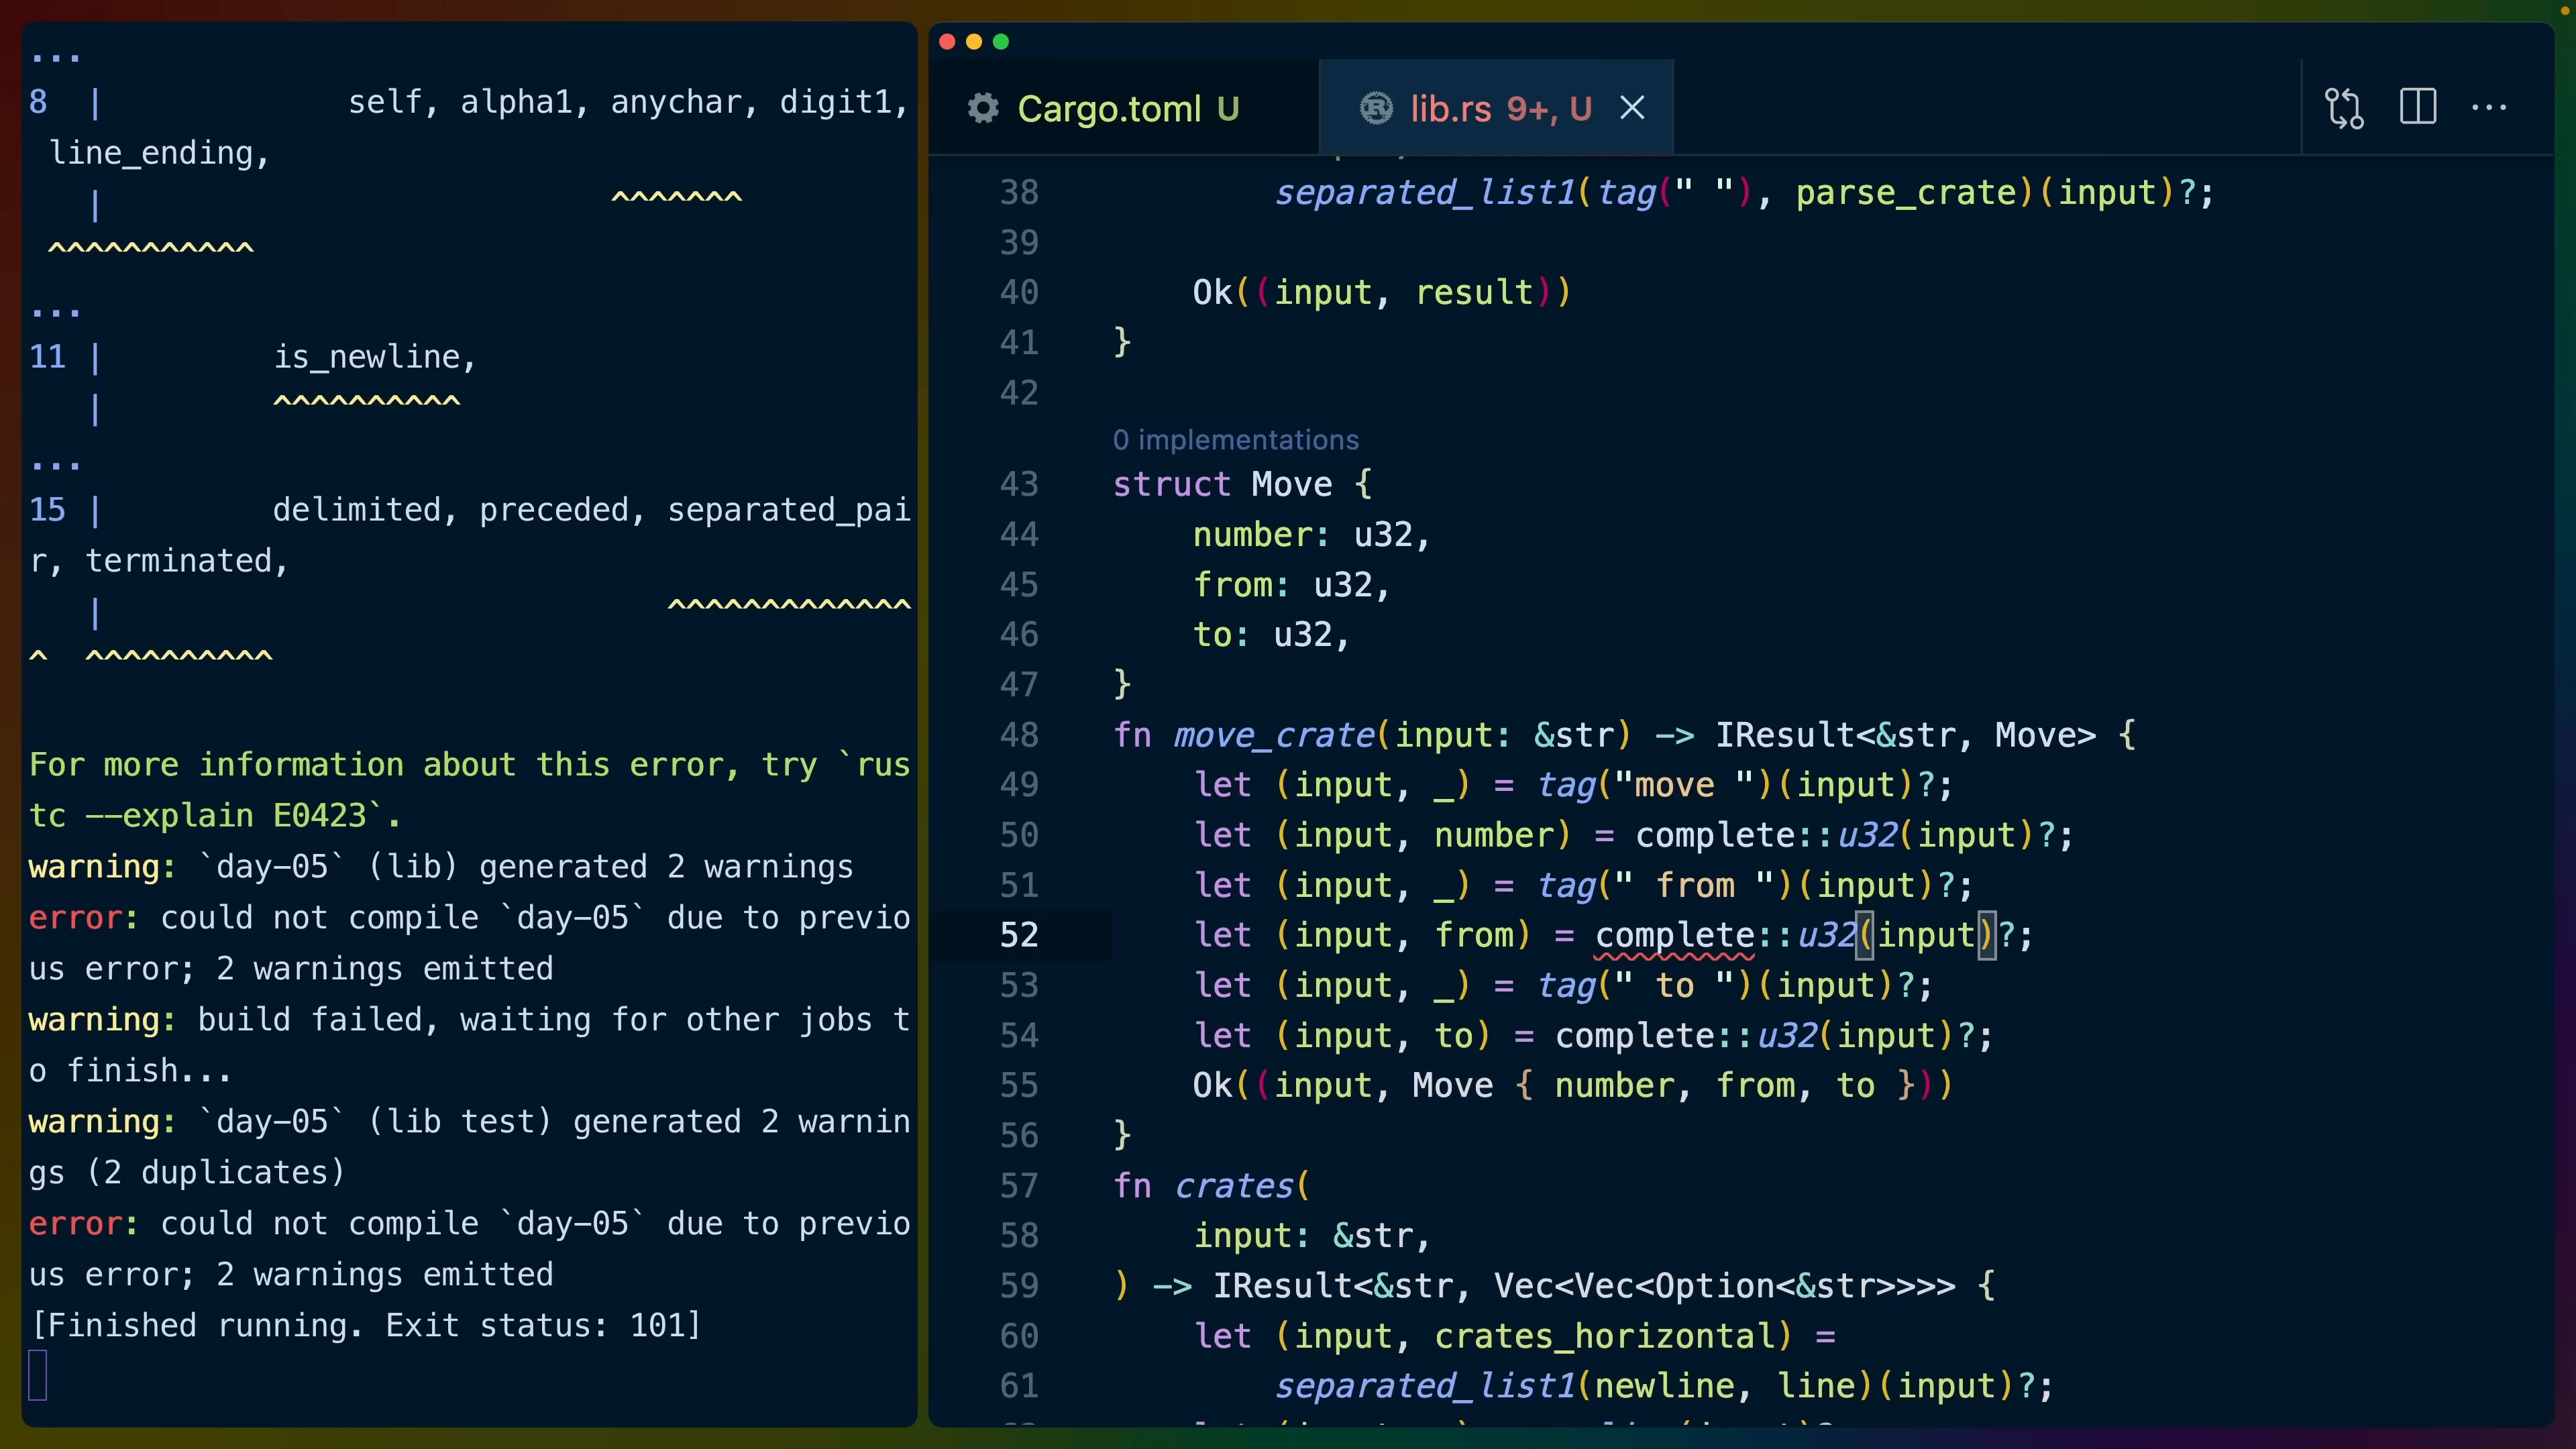 ...
8 | self, alpha1, anychar, digit1,
line_ending,
| ^^^^^^^
^^^^^^^^^^^
...
11 | is_newline,
| ^^^^^^^^^^
...
15 | delimited, preceded, separated_pai
r, terminated,
| ^^^^^^^^^^^^^
^ ^^^^^^^^^^
For more information about this error, try `rus
tc --explain E0423`.
warning: `day-05` (lib) generated 2 warnings
error: could not compile `day-05` due to previo
us error; 2 warnings emitted
warning: build failed, waiting for other jobs t
o finish...
warning: `day-05` (lib test) generated 2 warnin
gs (2 duplicates)
error: could not compile `day-05` due to previo
us error; 2 warnings emitted
[Finished running. Exit status: 101]
Cargo.toml U
lib.rs 9+, U
38 separated_list1(tag(" "), parse_crate)(input)?;
39
40 Ok((input, result))
41 }
42
0 implementations
43 struct Move {
44 number: u32,
45 from: u32,
46 to: u32,
47 }
48 fn move_crate(input: &str) -> IResult<&str, Move> {
49 let (input, _) = tag("move ")(input)?;
50 let (input, number) = complete::u32(input)?;
51 let (input, _) = tag(" from ")(input)?;
52 let (input, from) = complete::u32(input)?;
53 let (input, _) = tag(" to ")(input)?;
54 let (input, to) = complete::u32(input)?;
55 Ok((input, Move { number, from, to }))
56 }
57 fn crates(
58 input: &str,
59 ) -> IResult<&str, Vec<Vec<Option<&str>>>> {
60 let (input, crates_horizontal) =
61 separated_list1(newline, line)(input)?;